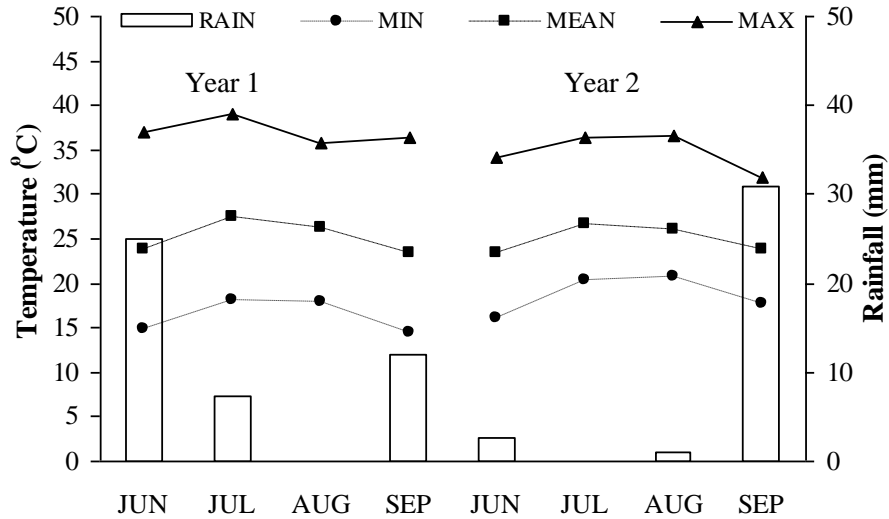 RAIN MIN MEAN MAX
Year 1 Year 2
Temperature (⁰C)
Rainfall (mm)
50 50
45
40 40
35
30 30
25
20 20
15
10 10
5
0 0
JUN JUL AUG SEP JUN JUL AUG SEP